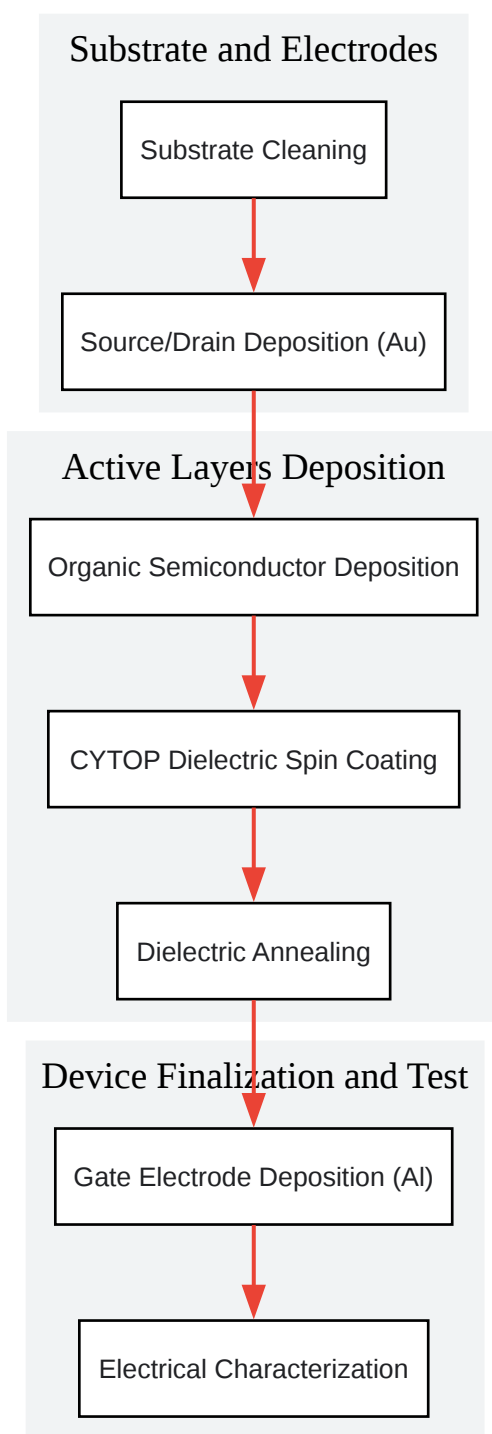 Substrate and Electrodes
Substrate Cleaning
Source/Drain Deposition (Au)
Active Layers Deposition
Organic Semiconductor Deposition
CYTOP Dielectric Spin Coating
Dielectric Annealing
Device Finalization and Test
Gate Electrode Deposition (Al)
Electrical Characterization